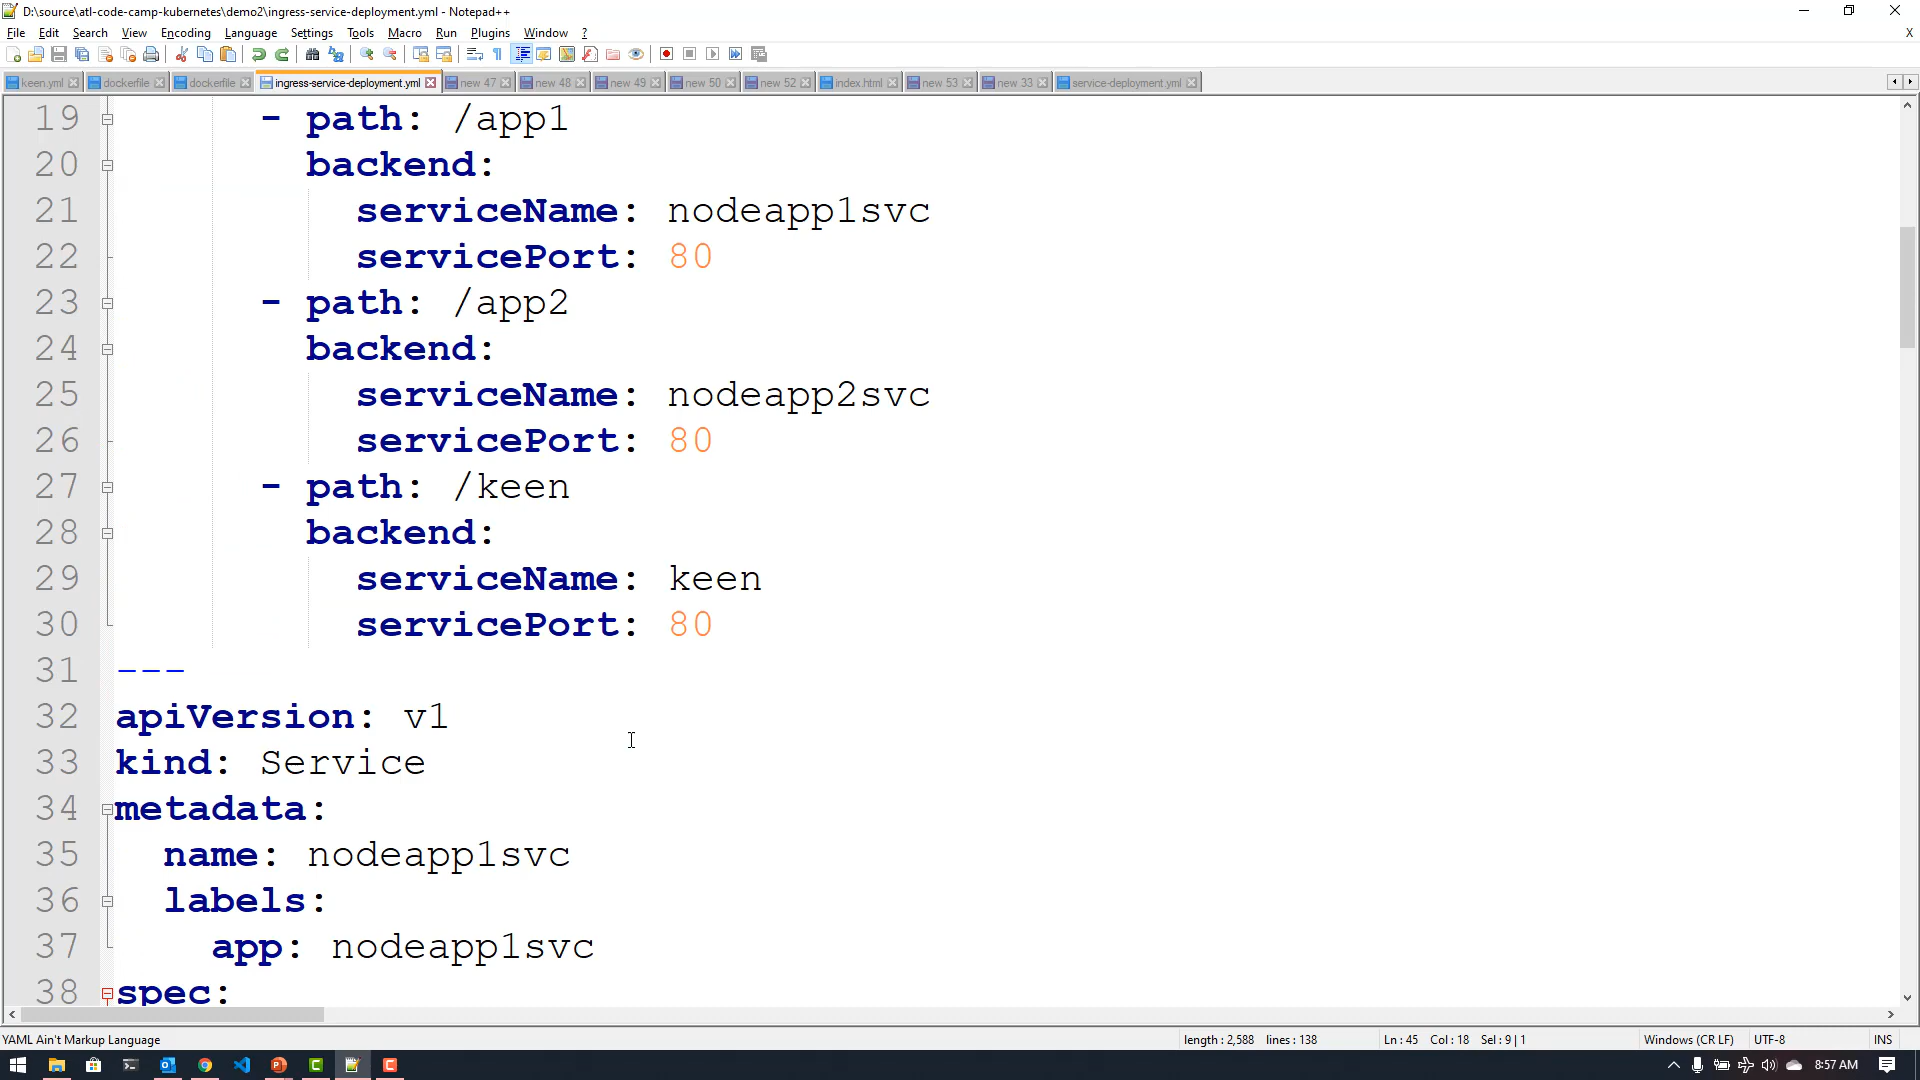 D:\source\atl-code-camp-kubernetes\demo2\ingress-service-deployment.yml - Notepad++
File Edit Search View Encoding Language Settings Tools Macro Run Plugins Window ? X
keen.yml dockerfile dockerfile ingress-service-deployment.yml new 47 new 48 new 49 new 50 new 52 index.html new 53 new 33 service-deployment.yml
19 - path: /app1
20 backend:
21 serviceName: nodeapp1svc
22 servicePort: 80
23 - path: /app2
24 backend:
25 serviceName: nodeapp2svc
26 servicePort: 80
27 - path: /keen
28 backend:
29 serviceName: keen
30 servicePort: 80
31 ---
32 apiVersion: v1
33 kind: Service
34 metadata:
35 name: nodeapp1svc
36 labels:
37 app: nodeapp1svc
38 spec:
YAML Ain't Markup Language length : 2,588 lines : 138 Ln : 45 Col : 18 Sel : 9 | 1 Windows (CR LF) UTF-8 INS
8:57 AM